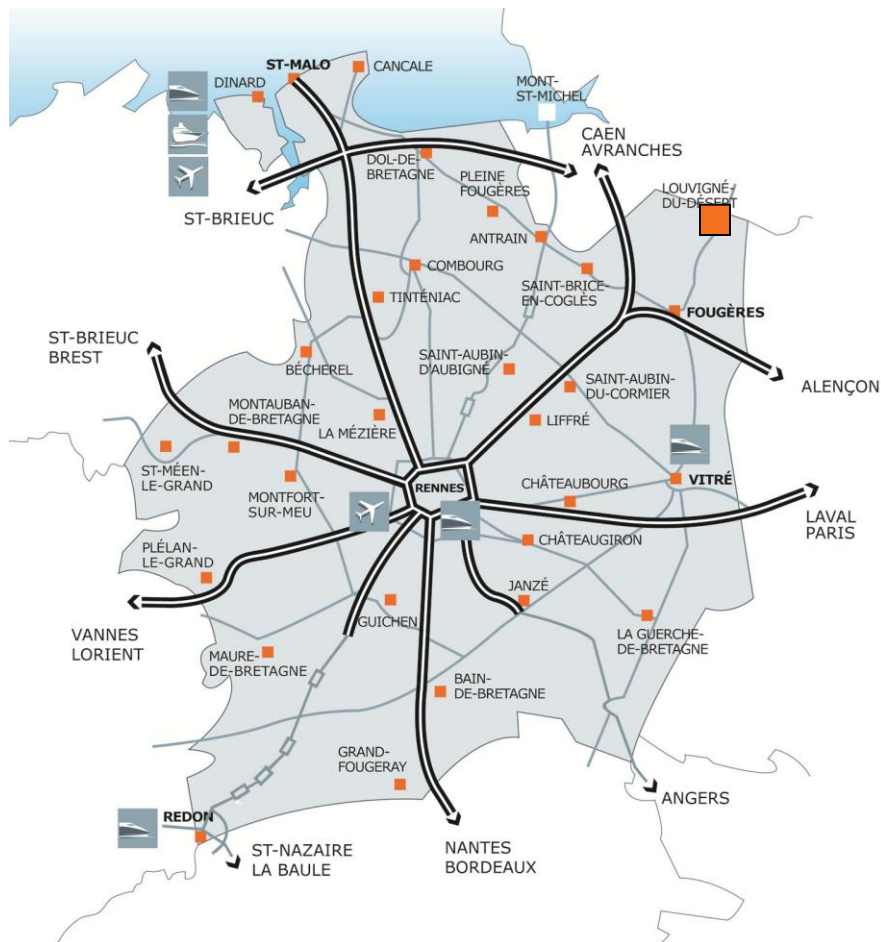 ST-MALO
CANCALE
DINARD
MONT-
ST-MICHEL
CAEN
AVRANCHES
DOL-DE-
BRETAGNE
PLEINE
FOUGÈRES
LOUVIGNÉ-
DU-DÉSERT
ST-BRIEUC
ANTRAIN
COMBOURG
SAINT-BRICE-
EN-COGLÈS
TINTÉNIAC
FOUGÈRES
ST-BRIEUC
BREST
BÉCHEREL
SAINT-AUBIN-
D'AUBIGNÉ
SAINT-AUBIN-
DU-CORMIER
ALENÇON
MONTAUBAN-
DE-BRETAGNE
LA MÉZIÈRE
LIFFRÉ
ST-MÉEN-
LE-GRAND
MONTFORT-
SUR-MEU
RENNES
CHÂTEAUBOURG
VITRÉ
LAVAL
PARIS
CHÂTEAUGIRON
PLÉLAN-
LE-GRAND
JANZÉ
GUICHEN
VANNES
LORIENT
LA GUERCHE-
DE-BRETAGNE
MAURE-
DE-BRETAGNE
BAIN-
DE-BRETAGNE
GRAND-
FOUGERAY
ANGERS
REDON
ST-NAZAIRE
LA BAULE
NANTES
BORDEAUX